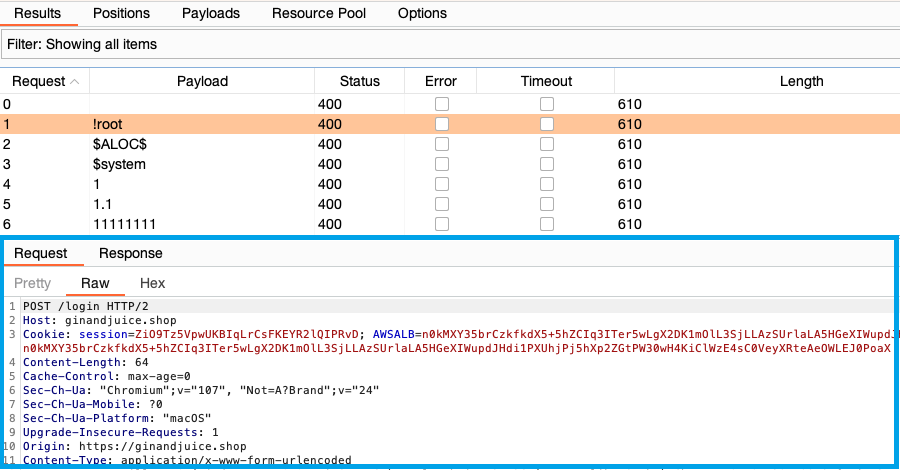 Results Positions Payloads Resource Pool Options
Filter: Showing all items
Request Payload Status Error Timeout Length
0 400 610
1 !root 400 610
2 $ALOC$ 400 610
3 $system 400 610
4 1 400 610
5 1.1 400 610
6 11111111 400 610
Request Response
Pretty Raw Hex
1 POST /login HTTP/2
2 Host: ginandjuice.shop
3 Cookie: session=ZiO9Tz5VpwUKBIqLrCsFKEYR2lQIPRvD; AWSALB=n0kMXY35brCzkfkdX5+5hZCIq3ITer5wLgX2DK1mOlL3SjLLAzSUrlaLA5HGeXIWupdJ
n0kMXY35brCzkfkdX5+5hZCIq3ITer5wLgX2DK1mOlL3SjLLAzSUrlaLA5HGeXIWupdJHdi1PXUhjPj5hXp2ZGtPW30wH4KiClWzE4sC0VeyXRteAeOWLEJ0PoaX
4 Content-Length: 64
5 Cache-Control: max-age=0
6 Sec-Ch-Ua: "Chromium";v="107", "Not=A?Brand";v="24"
7 Sec-Ch-Ua-Mobile: ?0
8 Sec-Ch-Ua-Platform: "macOS"
9 Upgrade-Insecure-Requests: 1
10 Origin: https://ginandjuice.shop
11 Content-Type: application/x-www-form-urlencoded